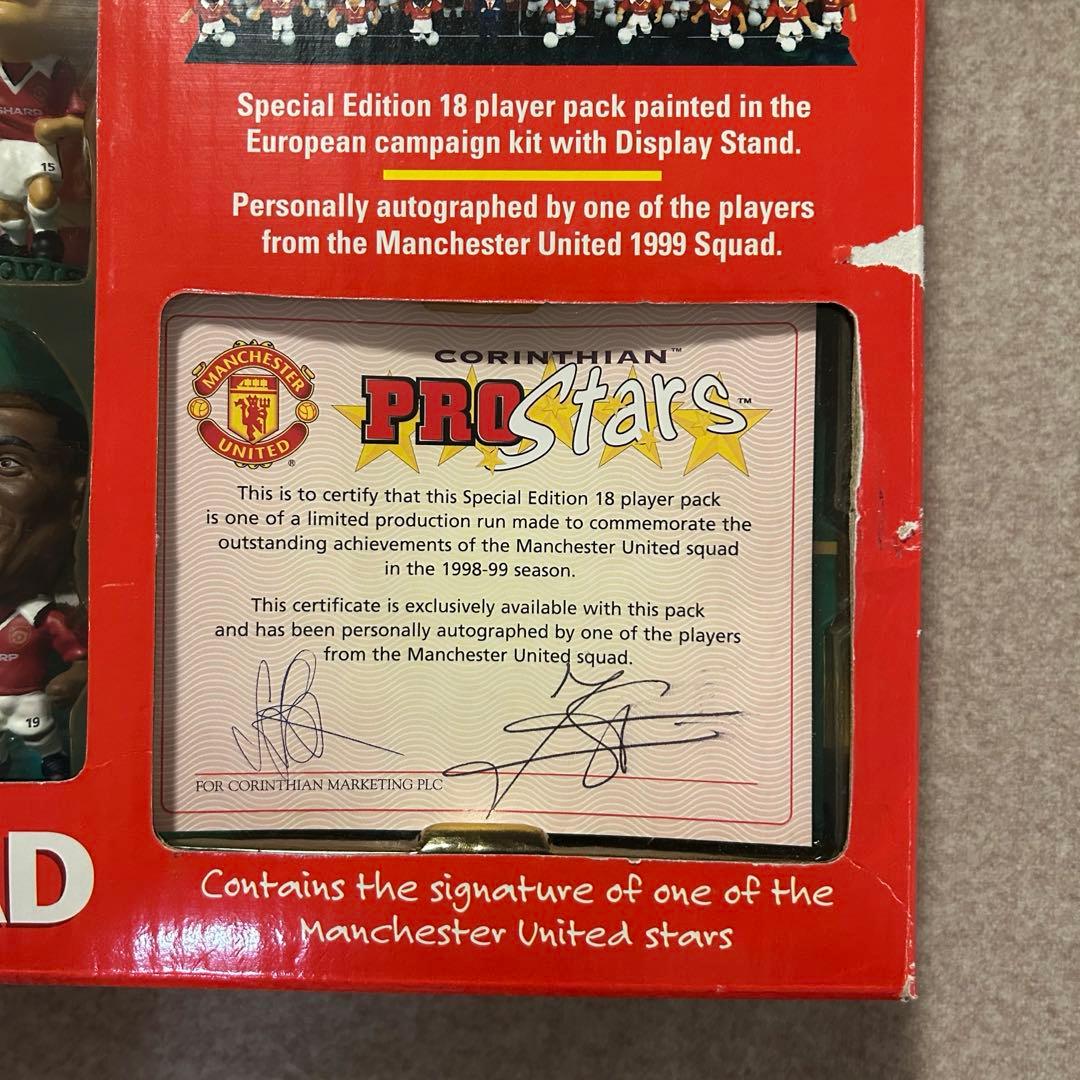 Special Edition 18 player pack painted in the
European campaign kit with Display Stand.
Personally autographed by one of the players
from the Manchester United 1999 Squad.
SHARP
15
19
MANCHESTER
UNITED
®
CORINTHIAN™
PROStars™
This is to certify that this Special Edition 18 player pack
is one of a limited production run made to commemorate the
outstanding achievements of the Manchester United squad
in the 1998-99 season.
This certificate is exclusively available with this pack
and has been personally autographed by one of the players
from the Manchester United squad.
FOR CORINTHIAN MARKETING PLC
Contains the signature of one of the
Manchester United stars